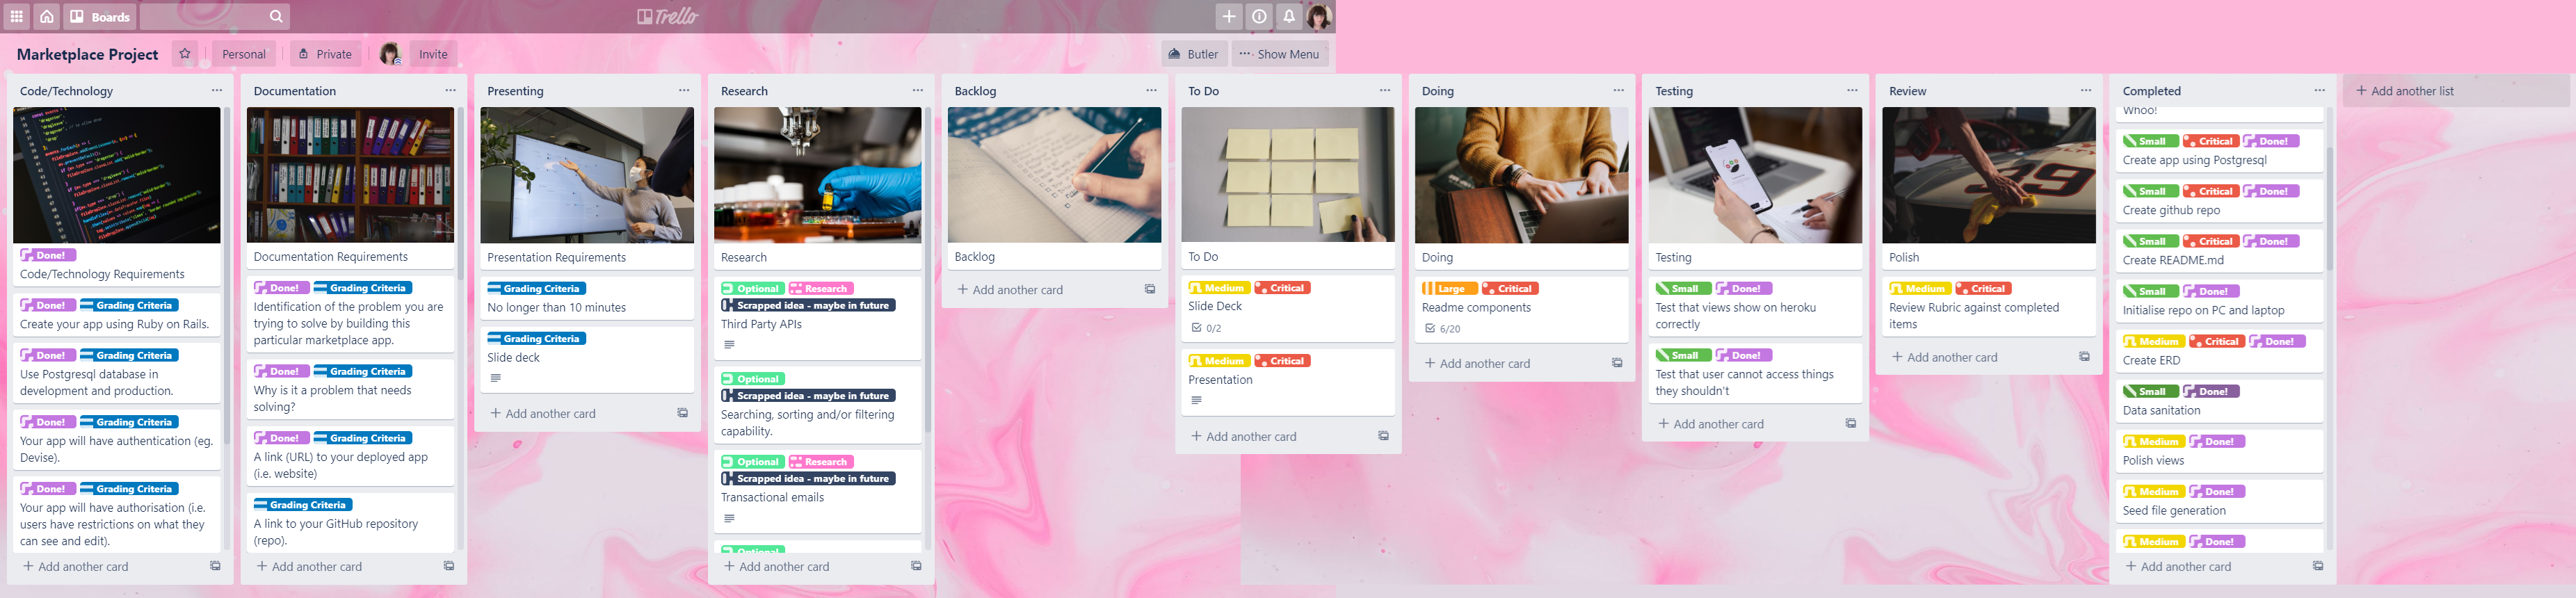 Boards
Trello
Marketplace Project
Personal
Private
Invite
Butler
Show Menu
Code/Technology
Done!
Code/Technology Requirements
Done! Grading Criteria
Create your app using Ruby on Rails.
Done! Grading Criteria
Use Postgresql database in
development and production.
Done! Grading Criteria
Your app will have authentication (eg.
Devise).
Done! Grading Criteria
Your app will have authorisation (i.e.
users have restrictions on what they
can see and edit).
+ Add another card
Documentation
Documentation Requirements
Done! Grading Criteria
Identification of the problem you are
trying to solve by building this
particular marketplace app.
Done! Grading Criteria
Why is it a problem that needs
solving?
Done! Grading Criteria
A link (URL) to your deployed app
(i.e. website)
Grading Criteria
A link to your GitHub repository
(repo).
+ Add another card
Presenting
Presentation Requirements
Grading Criteria
No longer than 10 minutes
Grading Criteria
Slide deck
+ Add another card
Research
Research
Optional Research
Scrapped idea - maybe in future
Third Party APIs
Optional
Scrapped idea - maybe in future
Searching, sorting and/or filtering
capability.
Optional Research
Scrapped idea - maybe in future
Transactional emails
Optional
+ Add another card
Backlog
Backlog
+ Add another card
To Do
To Do
Medium Critical
Slide Deck
0/2
Medium Critical
Presentation
+ Add another card
Doing
Doing
Large Critical
Readme components
6/20
+ Add another card
Testing
Testing
Small Done!
Test that views show on heroku
correctly
Small Done!
Test that user cannot access things
they shouldn't
+ Add another card
Review
39
Polish
Medium Critical
Review Rubric against completed
items
+ Add another card
Completed
Whoo!
Small Critical Done!
Create app using Postgresql
Small Critical Done!
Create github repo
Small Critical Done!
Create README.md
Small Done!
Initialise repo on PC and laptop
Medium Critical Done!
Create ERD
Small Done!
Data sanitation
Medium Done!
Polish views
Medium Done!
Seed file generation
Medium Done!
+ Add another card
+ Add another list